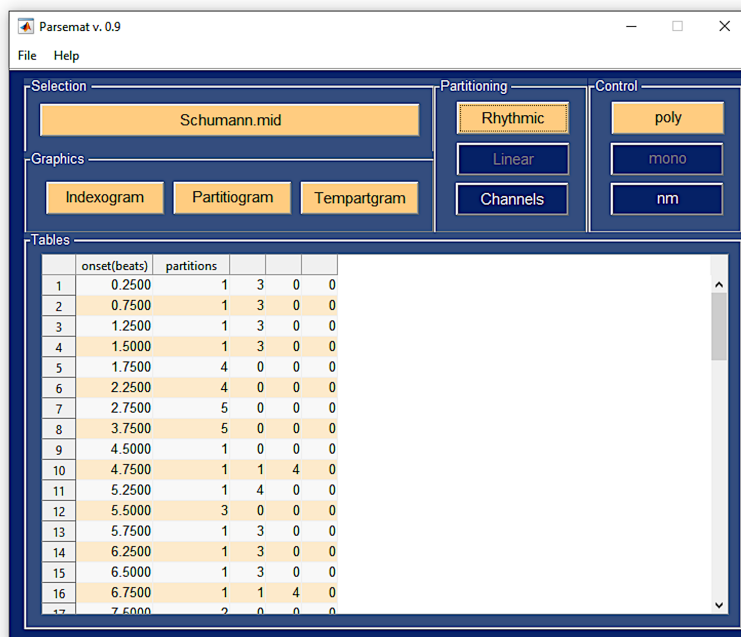 Parsemat v. 0.9
File Help
Selection Partitioning Control
Schumann.mid Rhythmic poly
Graphics Linear mono
Indexogram Partitiogram Tempartgram Channels nm
Tables
onset(beats) partitions
1 0.2500 1 3 0 0
2 0.7500 1 3 0 0
3 1.2500 1 3 0 0
4 1.5000 1 3 0 0
5 1.7500 4 0 0 0
6 2.2500 4 0 0 0
7 2.7500 5 0 0 0
8 3.7500 5 0 0 0
9 4.5000 1 0 0 0
10 4.7500 1 1 4 0
11 5.2500 1 4 0 0
12 5.5000 3 0 0 0
13 5.7500 1 3 0 0
14 6.2500 1 3 0 0
15 6.5000 1 3 0 0
16 6.7500 1 1 4 0
17 7.5000 2 0 0 0